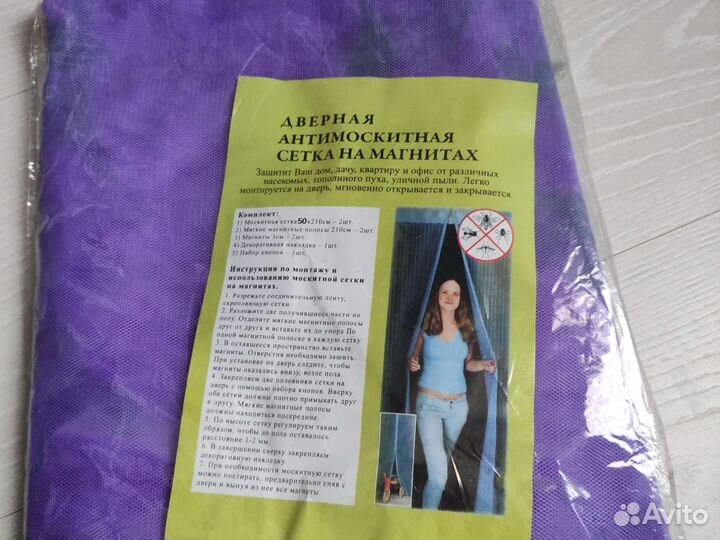 ДВЕРНАЯ
АНТИМОСКИТНАЯ
СЕТКА НА МАГНИТАХ
Защитит Ваш дом, дачу, квартиру и офис от различных
насекомых, тополиного пуха, уличной пыли. Легко
монтируется на дверь, мгновенно открывается и закрывается.
Комплект:
1) Москитная сетка 50х210см – 2шт.
2) Мягкие магнитные полосы 210см – 2шт.
3) Магниты 3см – 2шт.
4) Декоративная накладка – 1шт.
5) Набор кнопок – 1шт.
Инструкция по монтажу и
использованию москитной сетки
на магнитах.
1. Разрежьте соединительную ленту,
скрепляющую сетки.
2. Разложите две получившиеся части на
полу. Отделите мягкие магнитные полосы
друг от друга и вставьте их до упора По
одной магнитной полоске в каждую сетку.
3. В оставшееся пространство вставьте
магниты. Отверстия необходимо зашить.
При установке на дверь следите, чтобы
магниты оказались внизу, возле пола.
4. Закрепляем две половинки сетки на
дверь с помощью набора кнопок. Вверху
обе сетки должны плотно примыкать друг
к другу. Мягкие магнитные полосы
должны находиться посередине.
5. По высоте сетку регулируем таким
образом, чтобы до пола оставалось
расстояние 1-2 мм.
6. В завершении сверху закрепляем
декоративную накладку.
7. При необходимости москитную сетку
можно постирать, предварительно сняв с
двери и вынув из нее все магниты.
Avito